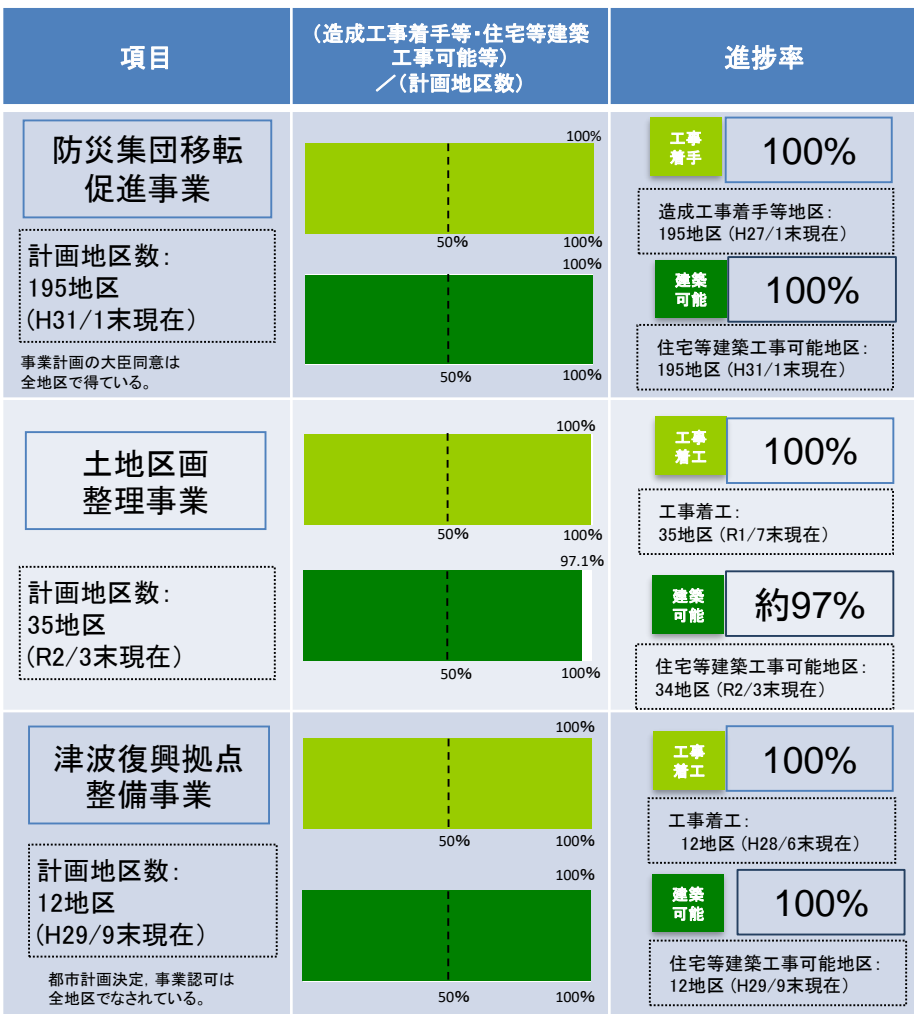 項目
(造成工事着手等・住宅等建築
工事可能等)
／(計画地区数)
進捗率
防災集団移転
促進事業
計画地区数：
195地区
(H31/1末現在)
事業計画の大臣同意は
全地区で得ている。
100%
50%
100%
100%
50%
100%
工事
着手
100%
造成工事着手等地区：
195地区 (H27/1末現在)
建築
可能
100%
住宅等建築工事可能地区：
195地区 (H31/1末現在)
土地区画
整理事業
計画地区数：
35地区
(R2/3末現在)
100%
50%
100%
97.1%
50%
100%
工事
着工
100%
工事着工：
35地区 (R1/7末現在)
建築
可能
約97%
住宅等建築工事可能地区：
34地区 (R2/3末現在)
津波復興拠点
整備事業
計画地区数：
12地区
(H29/9末現在)
都市計画決定，事業認可は
全地区でなされている。
100%
50%
100%
100%
50%
100%
工事
着工
100%
工事着工：
12地区 (H28/6末現在)
建築
可能
100%
住宅等建築工事可能地区：
12地区 (H29/9末現在)